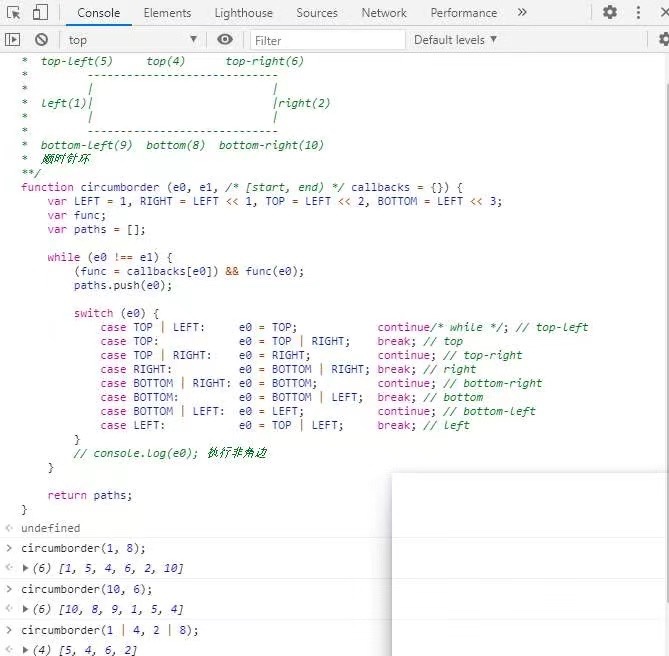 Console Elements Lighthouse Sources Network Performance »
top ▼ Filter Default levels ▼
* top-left(5) top(4) top-right(6)
* -----------------------------
* | |
* left(1)| |right(2)
* | |
* -----------------------------
* bottom-left(9) bottom(8) bottom-right(10)
* 顺时针环
**/
function circumborder (e0, e1, /* [start, end) */ callbacks = {}) {
var LEFT = 1, RIGHT = LEFT << 1, TOP = LEFT << 2, BOTTOM = LEFT << 3;
var func;
var paths = [];
while (e0 !== e1) {
(func = callbacks[e0]) && func(e0);
paths.push(e0);
switch (e0) {
case TOP | LEFT: e0 = TOP; continue/* while */; // top-left
case TOP: e0 = TOP | RIGHT; break; // top
case TOP | RIGHT: e0 = RIGHT; continue; // top-right
case RIGHT: e0 = BOTTOM | RIGHT; break; // right
case BOTTOM | RIGHT: e0 = BOTTOM; continue; // bottom-right
case BOTTOM: e0 = BOTTOM | LEFT; break; // bottom
case BOTTOM | LEFT: e0 = LEFT; continue; // bottom-left
case LEFT: e0 = TOP | LEFT; break; // left
}
// console.log(e0); 执行非角边
}
return paths;
}
undefined
> circumborder(1, 8);
(6) [1, 5, 4, 6, 2, 10]
> circumborder(10, 6);
(6) [10, 8, 9, 1, 5, 4]
> circumborder(1 | 4, 2 | 8);
(4) [5, 4, 6, 2]